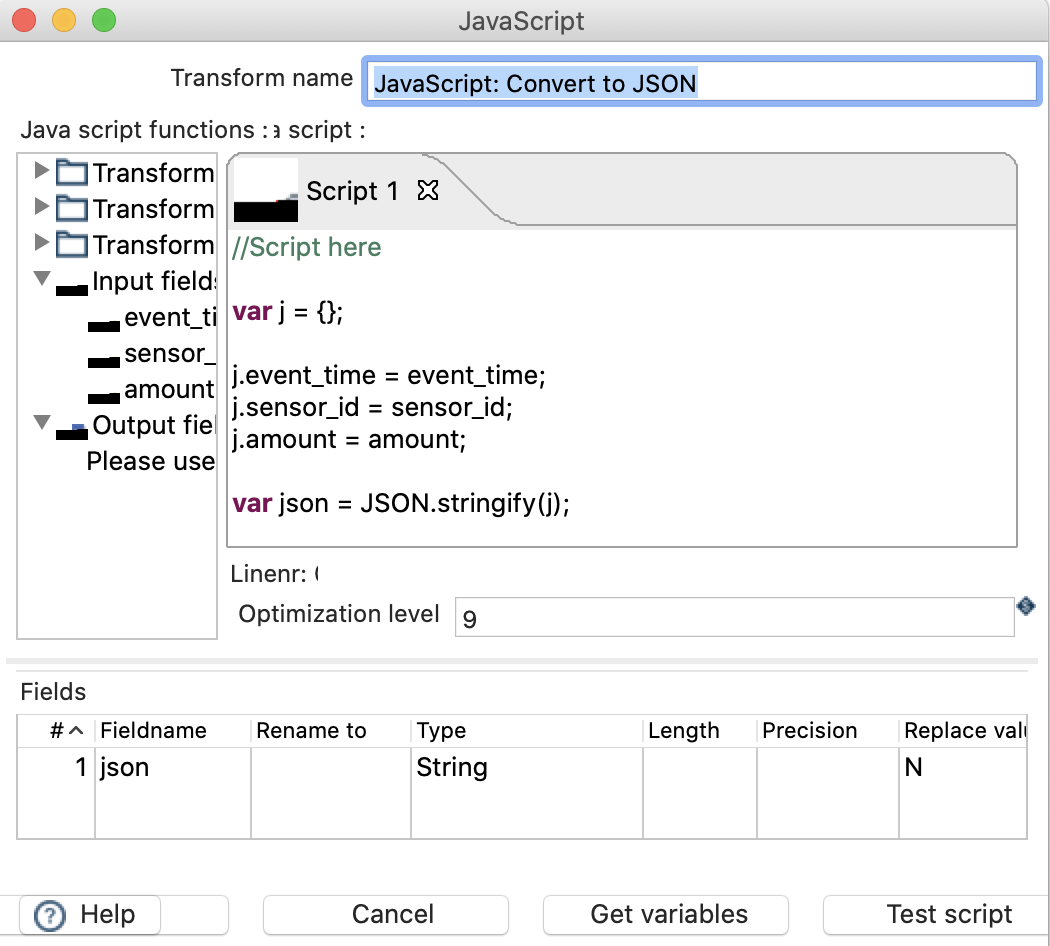 JavaScript
Transform name JavaScript: Convert to JSON
Java script functions : script :
Transform
Transform
Transform
Input fields
event_ti
sensor_
amount
Output fiel
Please use
Script 1
//Script here
var j = {};
j.event_time = event_time;
j.sensor_id = sensor_id;
j.amount = amount;
var json = JSON.stringify(j);
Linenr:
Optimization level 9
Fields
# Fieldname Rename to Type Length Precision Replace valu
1 json String N
Help Cancel Get variables Test script